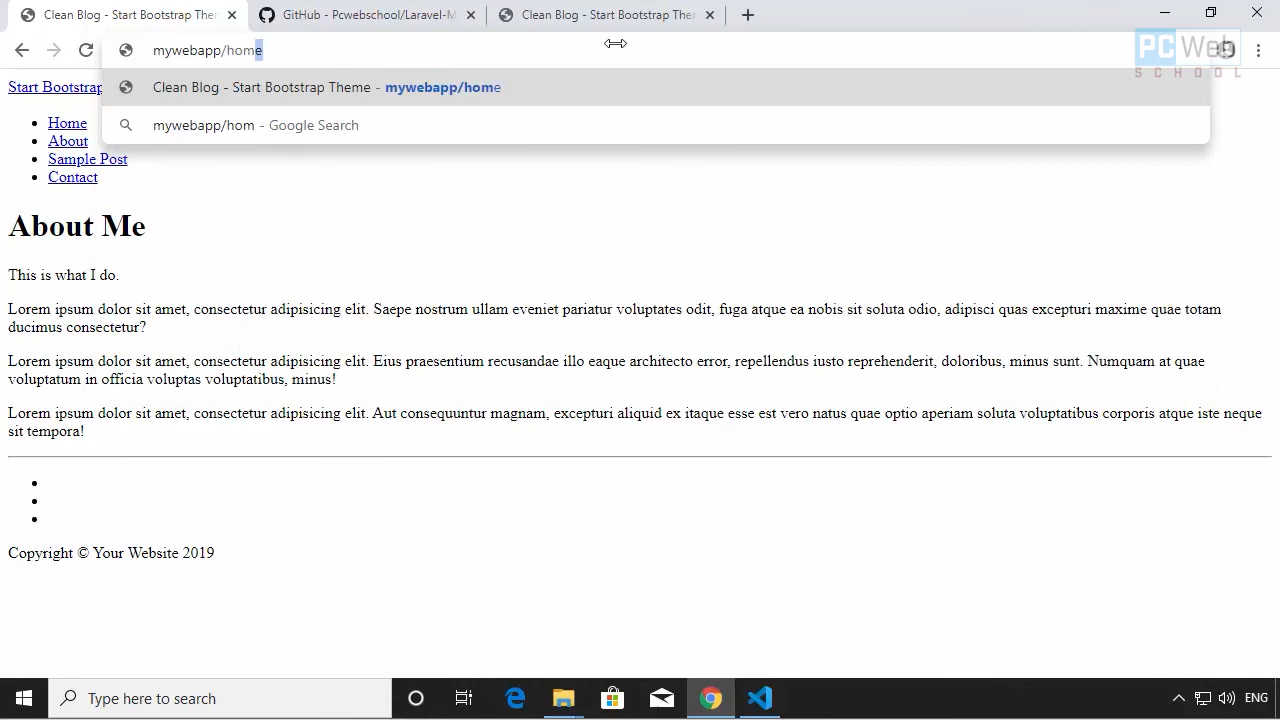 Clean Blog - Start Bootstrap Ther
GitHub - Pcwebschool/Laravel-M
Clean Blog - Start Bootstrap Ther
mywebapp/home
PC Web
SCHOOL
Clean Blog - Start Bootstrap Theme - mywebapp/home
mywebapp/hom - Google Search
Start Bootstrap
Home
About
Sample Post
Contact
About Me
This is what I do.
Lorem ipsum dolor sit amet, consectetur adipisicing elit. Saepe nostrum ullam eveniet pariatur voluptates odit, fuga atque ea nobis sit soluta odio, adipisci quas excepturi maxime quae totam
ducimus consectetur?
Lorem ipsum dolor sit amet, consectetur adipisicing elit. Eius praesentium recusandae illo eaque architecto error, repellendus iusto reprehenderit, doloribus, minus sunt. Numquam at quae
voluptatum in officia voluptas voluptatibus, minus!
Lorem ipsum dolor sit amet, consectetur adipisicing elit. Aut consequuntur magnam, excepturi aliquid ex itaque esse est vero natus quae optio aperiam soluta voluptatibus corporis atque iste neque
sit tempora!
Copyright © Your Website 2019
Type here to search
ENG